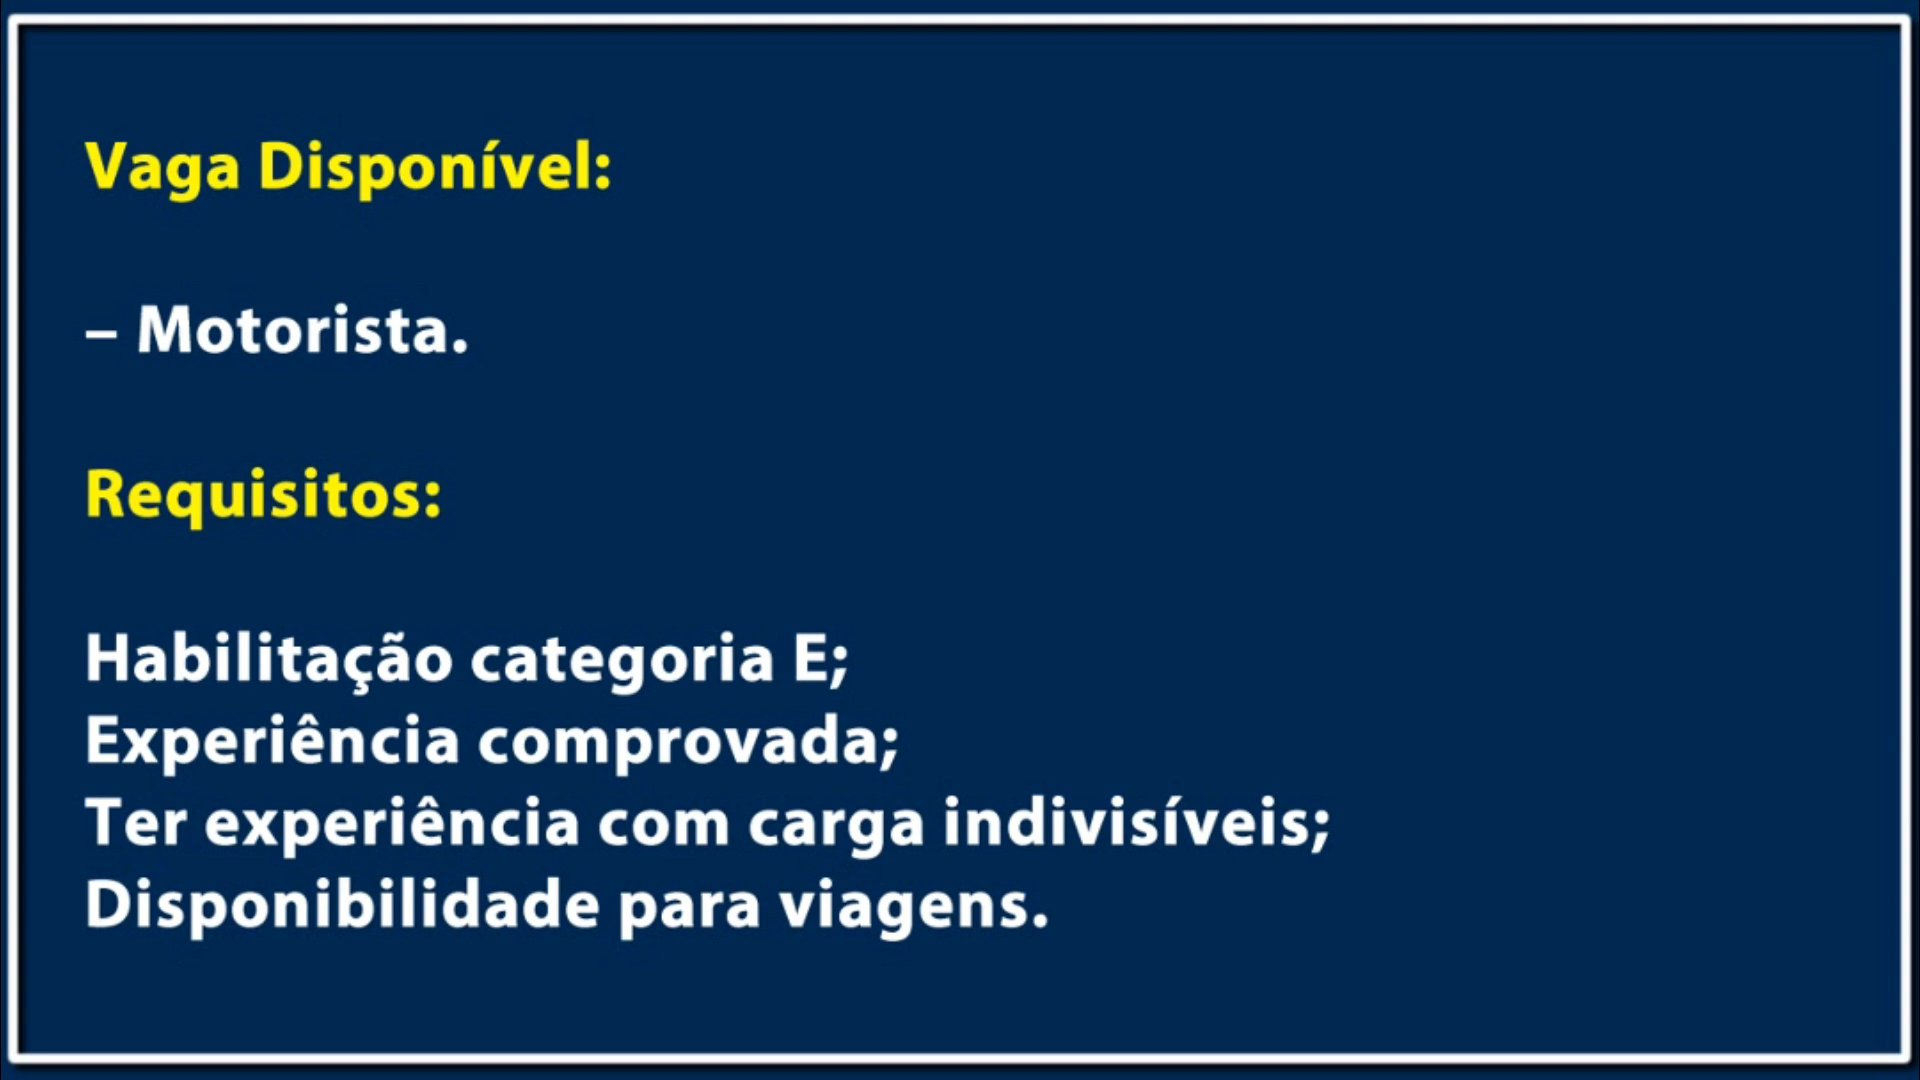 Vaga Disponível:
– Motorista.
Requisitos:
Habilitação categoria E;
Experiência comprovada;
Ter experiência com carga indivisíveis;
Disponibilidade para viagens.